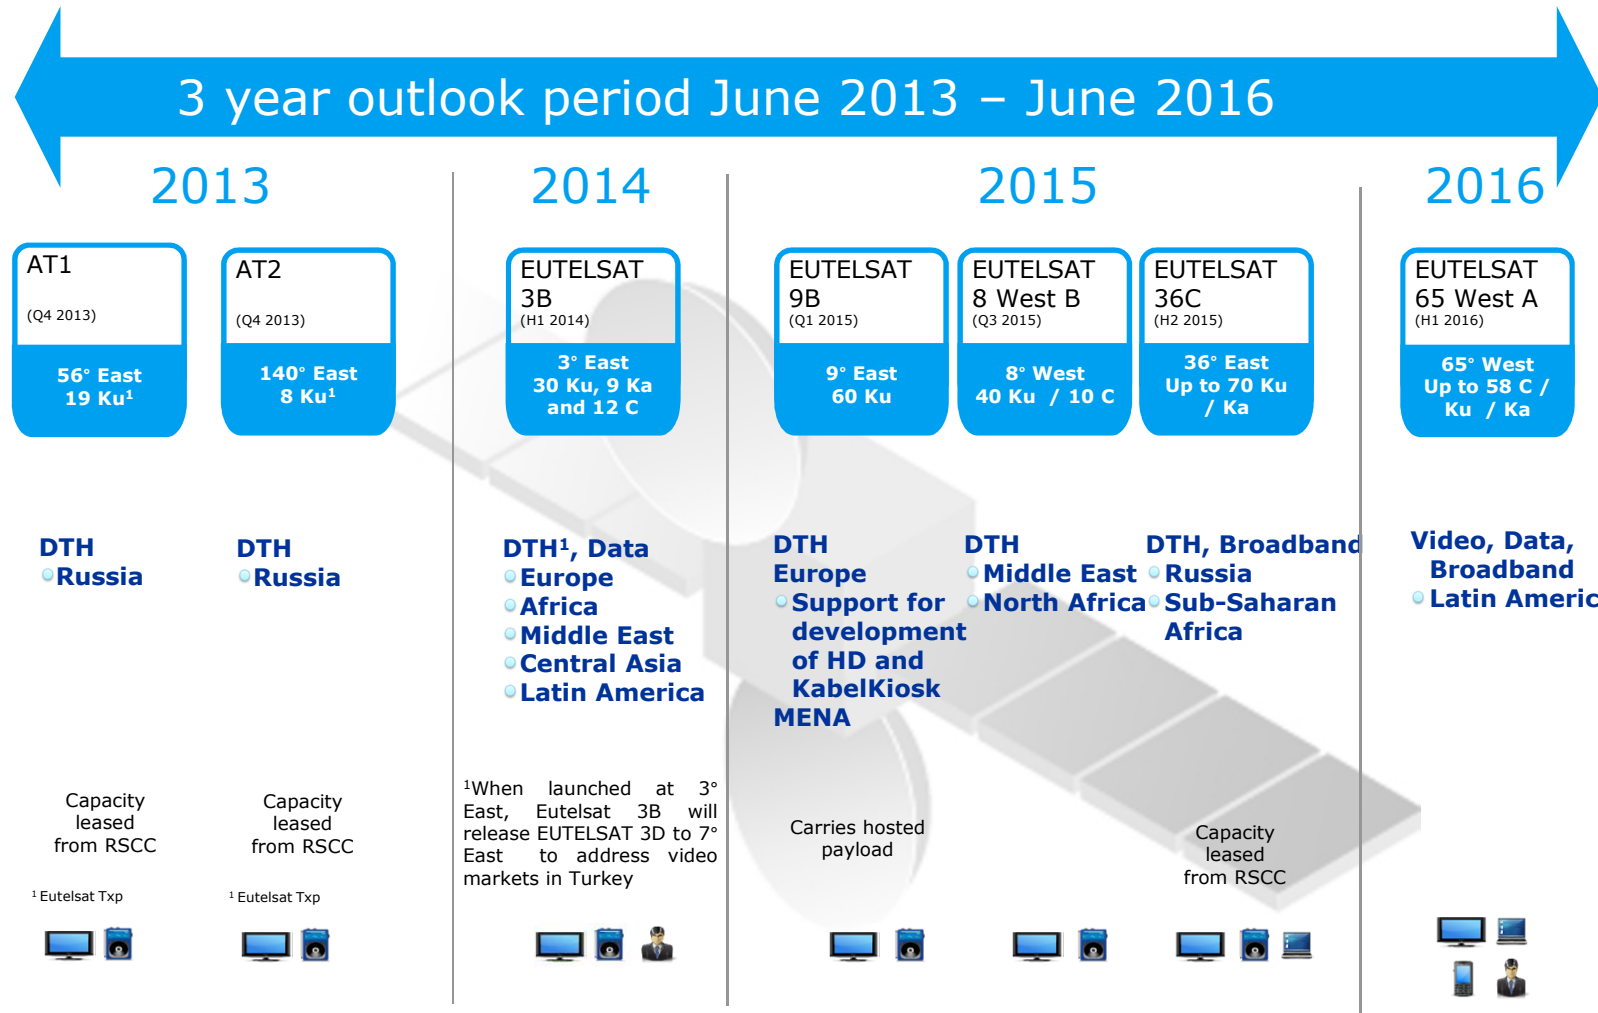 3 year outlook period June 2013 – June 2016
2013
2014
2015
2016
AT1
(Q4 2013)
56° East
19 Ku¹
DTH
Russia
Capacity
leased
from RSCC
¹ Eutelsat Txp
AT2
(Q4 2013)
140° East
8 Ku¹
DTH
Russia
Capacity
leased
from RSCC
¹ Eutelsat Txp
EUTELSAT
3B
(H1 2014)
3° East
30 Ku, 9 Ka
and 12 C
DTH¹, Data
Europe
Africa
Middle East
Central Asia
Latin America
¹When launched at 3°
East, Eutelsat 3B will
release EUTELSAT 3D to 7°
East to address video
markets in Turkey
EUTELSAT
9B
(Q1 2015)
9° East
60 Ku
DTH
Europe
Support for
development
of HD and
KabelKiosk
MENA
Carries hosted
payload
EUTELSAT
8 West B
(Q3 2015)
8° West
40 Ku / 10 C
DTH
Middle East
North Africa
EUTELSAT
36C
(H2 2015)
36° East
Up to 70 Ku
/ Ka
DTH, Broadband
Russia
Sub-Saharan
Africa
Capacity
leased
from RSCC
EUTELSAT
65 West A
(H1 2016)
65° West
Up to 58 C /
Ku / Ka
Video, Data,
Broadband
Latin Americ